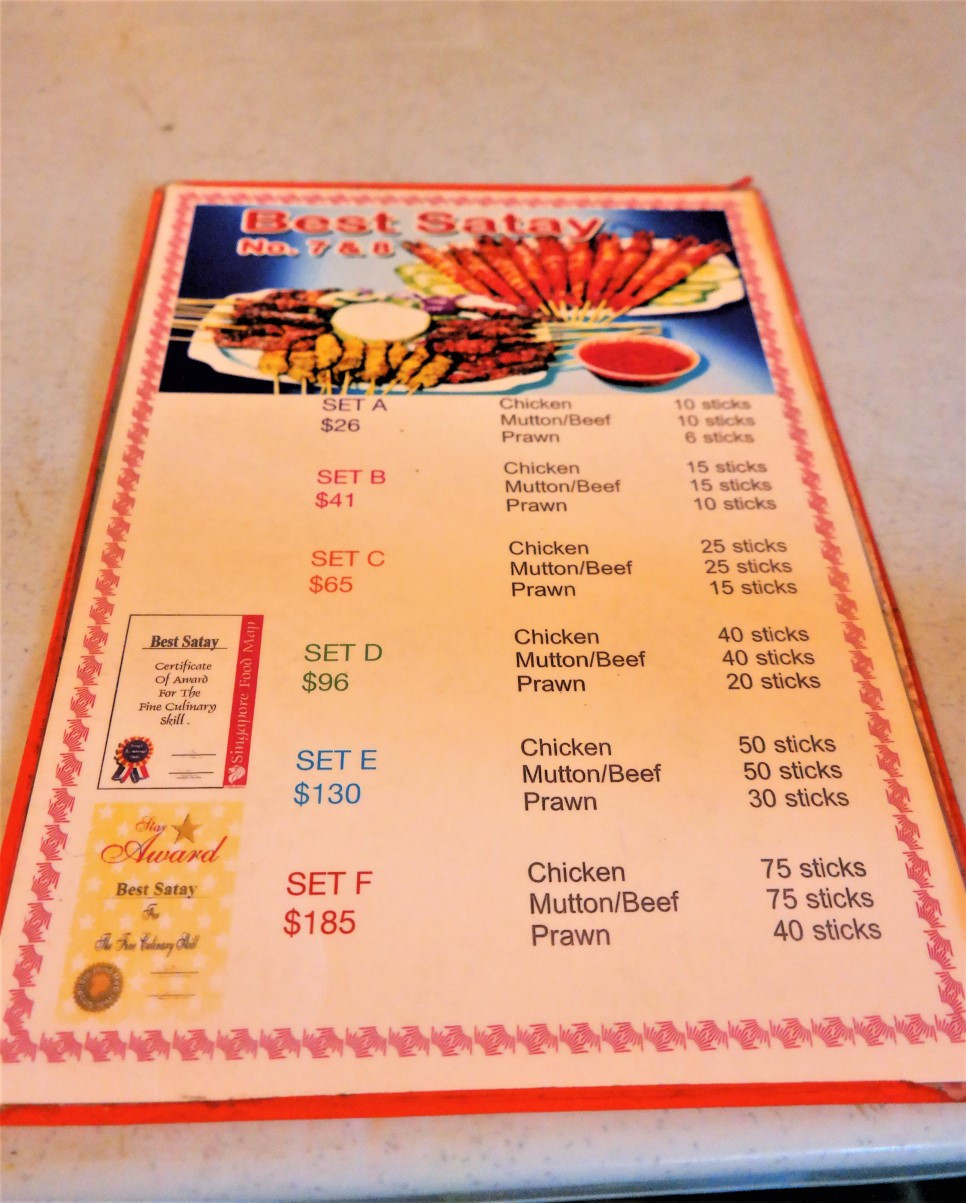 Best Satay
No. 7 & 8
SET A
$26
Chicken 10 sticks
Mutton/Beef 10 sticks
Prawn 6 sticks
SET B
$41
Chicken 15 sticks
Mutton/Beef 15 sticks
Prawn 10 sticks
SET C
$65
Chicken 25 sticks
Mutton/Beef 25 sticks
Prawn 15 sticks
SET D
$96
Chicken 40 sticks
Mutton/Beef 40 sticks
Prawn 20 sticks
SET E
$130
Chicken 50 sticks
Mutton/Beef 50 sticks
Prawn 30 sticks
SET F
$185
Chicken 75 sticks
Mutton/Beef 75 sticks
Prawn 40 sticks
Best Satay
Certificate
Of Award
For The
Fine Culinary
Skill .
Singapore Food Map
Star
Award
Best Satay
For
The Fine Culinary Skill